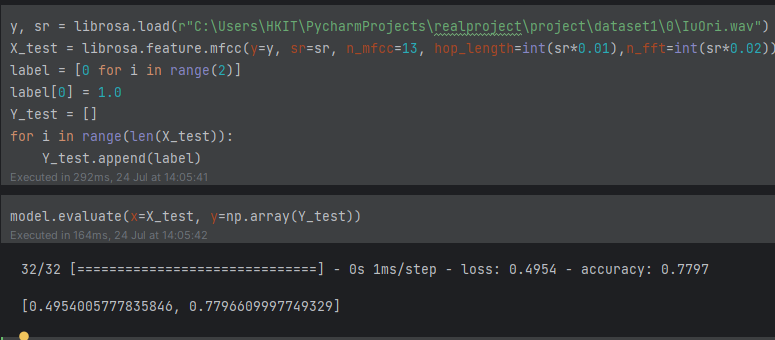 y, sr = librosa.load(r"C:\Users\HKIT\PycharmProjects\realproject\project\dataset1\0\IuOri.wav")
X_test = librosa.feature.mfcc(y=y, sr=sr, n_mfcc=13, hop_length=int(sr*0.01),n_fft=int(sr*0.02))
label = [0 for i in range(2)]
label[0] = 1.0
Y_test = []
for i in range(len(X_test)):
    Y_test.append(label)
Executed in 292ms, 24 Jul at 14:05:41
model.evaluate(x=X_test, y=np.array(Y_test))
Executed in 164ms, 24 Jul at 14:05:42
32/32 [==============================] - 0s 1ms/step - loss: 0.4954 - accuracy: 0.7797
[0.4954005777835846, 0.7796609997749329]